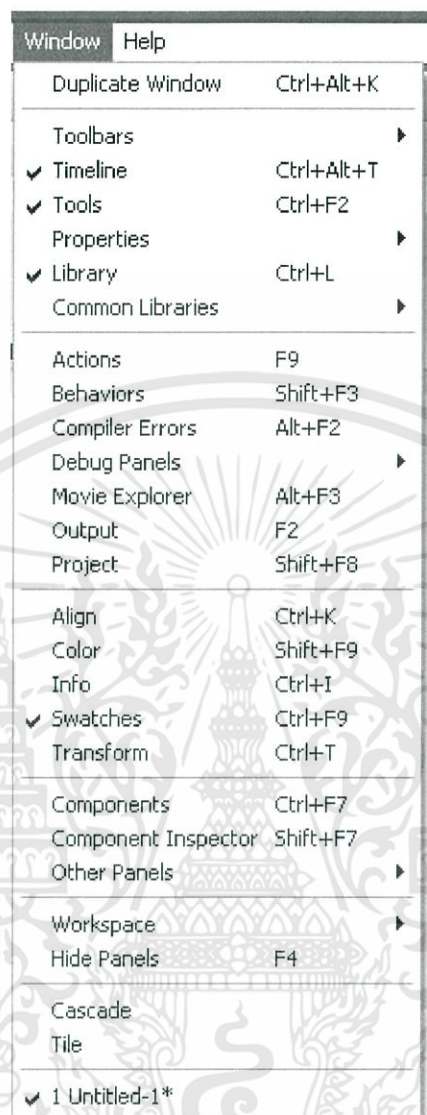 Window Help
Duplicate Window Ctrl+Alt+K
Toolbars
Timeline Ctrl+Alt+T
Tools Ctrl+F2
Properties
Library Ctrl+L
Common Libraries
Actions F9
Behaviors Shift+F3
Compiler Errors Alt+F2
Debug Panels
Movie Explorer Alt+F3
Output F2
Project Shift+F8
Align Ctrl+K
Color Shift+F9
Info Ctrl+I
Swatches Ctrl+F9
Transform Ctrl+T
Components Ctrl+F7
Component Inspector Shift+F7
Other Panels
Workspace
Hide Panels F4
Cascade
Tile
1 Untitled-1*